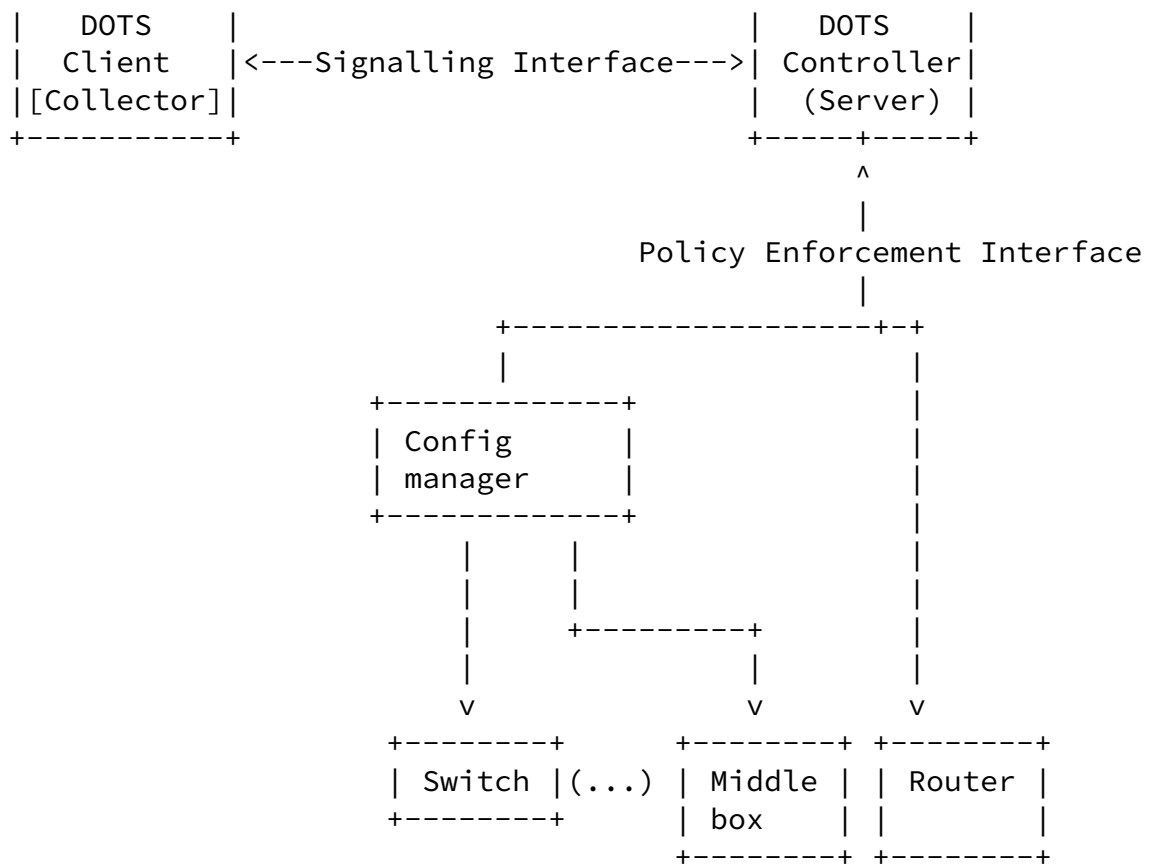 DOTS DOTS
Client <---Signalling Interface---> Controller
[Collector] (Server)
Policy Enforcement Interface
Config
manager
Switch (...) Middle Router
box